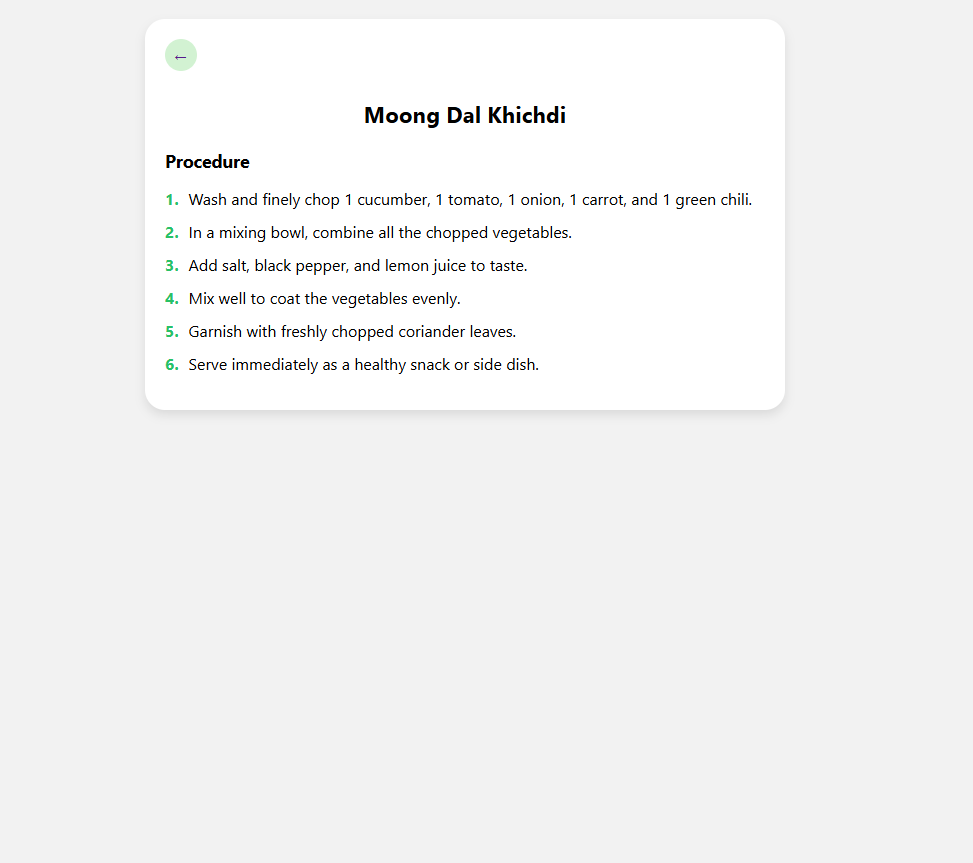 ←
Moong Dal Khichdi
Procedure
1. Wash and finely chop 1 cucumber, 1 tomato, 1 onion, 1 carrot, and 1 green chili.
2. In a mixing bowl, combine all the chopped vegetables.
3. Add salt, black pepper, and lemon juice to taste.
4. Mix well to coat the vegetables evenly.
5. Garnish with freshly chopped coriander leaves.
6. Serve immediately as a healthy snack or side dish.